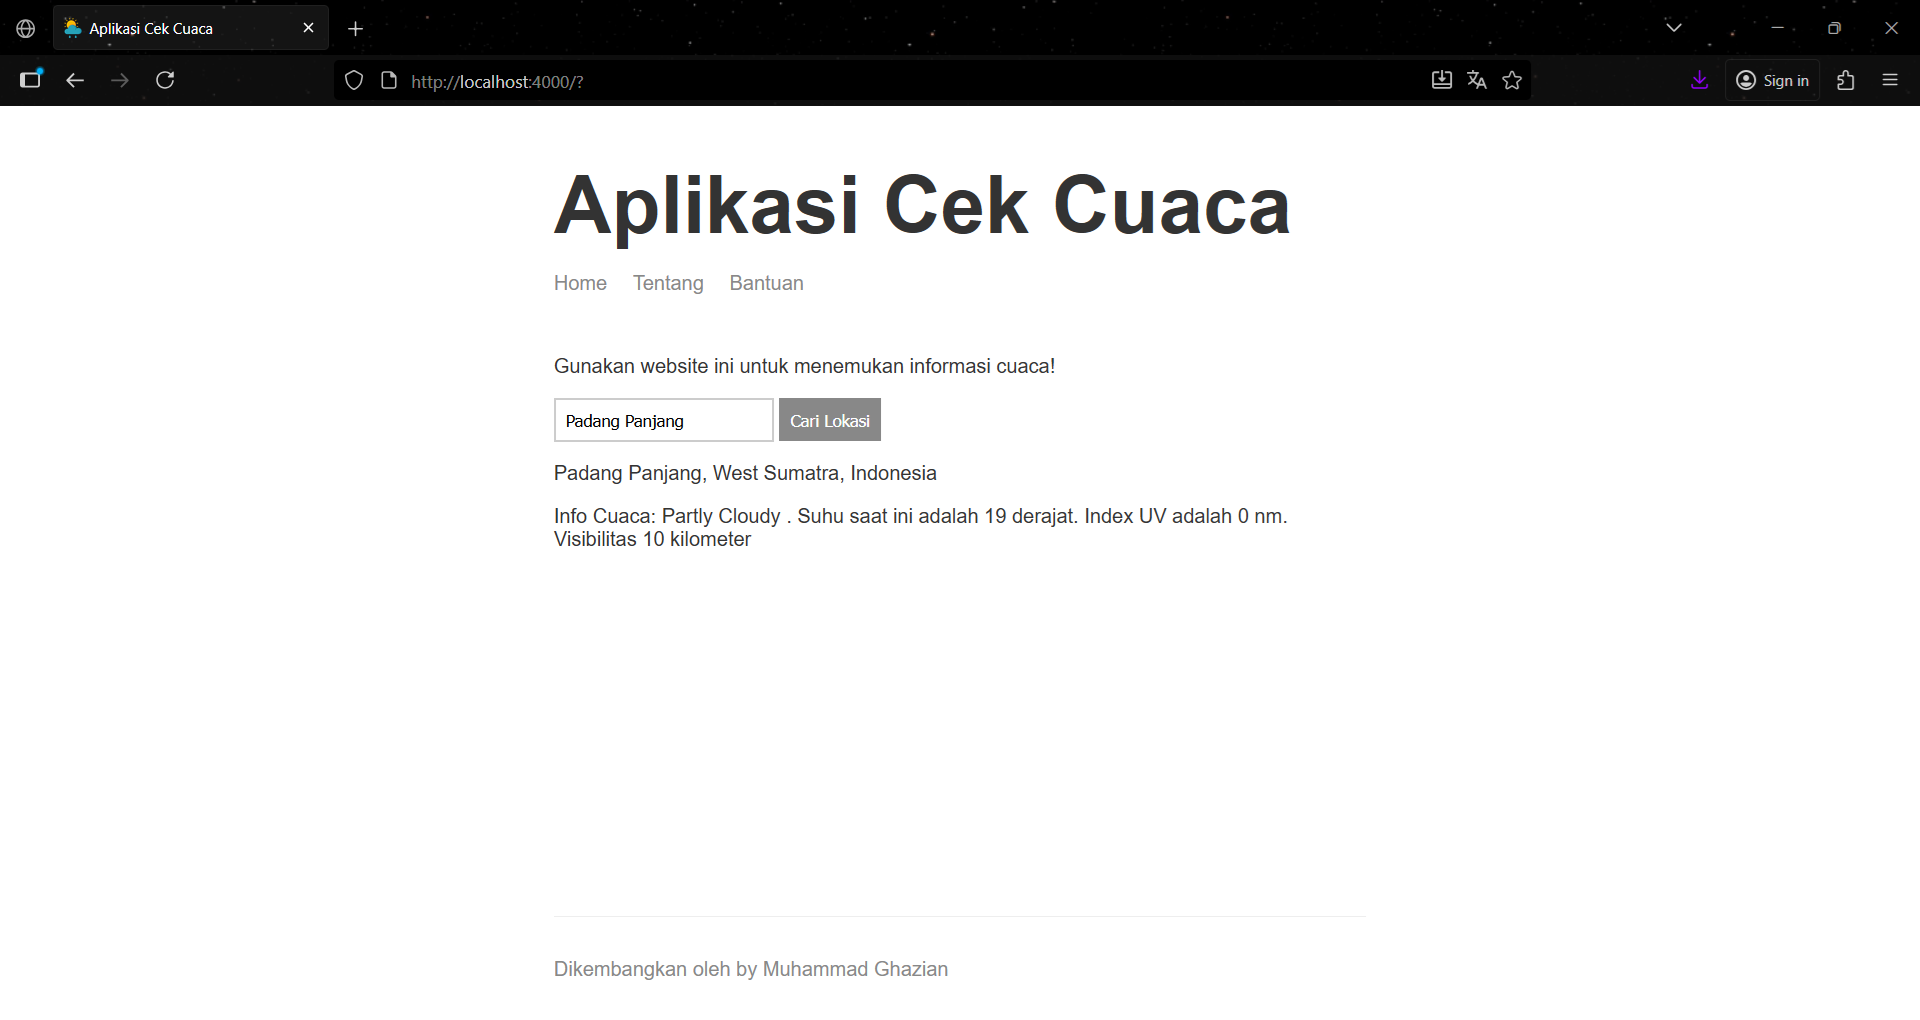 Aplikasi Cek Cuaca
http://localhost:4000/?
Sign in
Aplikasi Cek Cuaca
Home Tentang Bantuan
Gunakan website ini untuk menemukan informasi cuaca!
Padang Panjang Cari Lokasi
Padang Panjang, West Sumatra, Indonesia
Info Cuaca: Partly Cloudy . Suhu saat ini adalah 19 derajat. Index UV adalah 0 nm.
Visibilitas 10 kilometer
Dikembangkan oleh by Muhammad Ghazian